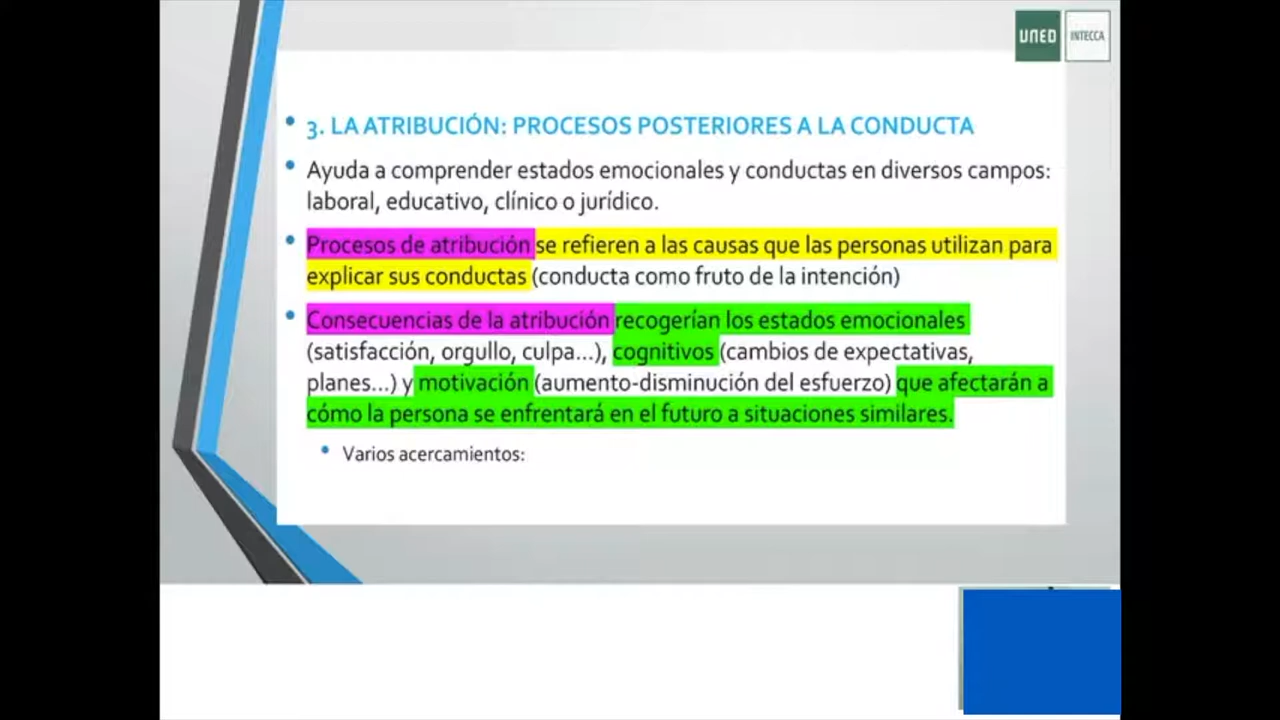 UNED INTECCA
3. LA ATRIBUCIÓN: PROCESOS POSTERIORES A LA CONDUCTA
Ayuda a comprender estados emocionales y conductas en diversos campos:
laboral, educativo, clínico o jurídico.
Procesos de atribución se refieren a las causas que las personas utilizan para
explicar sus conductas (conducta como fruto de la intención)
Consecuencias de la atribución recogerían los estados emocionales
(satisfacción, orgullo, culpa...), cognitivos (cambios de expectativas,
planes...) y motivación (aumento-disminución del esfuerzo) que afectarán a
cómo la persona se enfrentará en el futuro a situaciones similares.
Varios acercamientos: